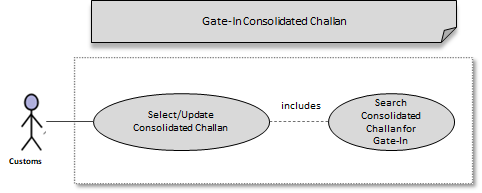 Gate-In Consolidated Challan
Select/Update
Consolidated Challan
includes
Search
Consolidated
Challan for
Gate-In
Customs